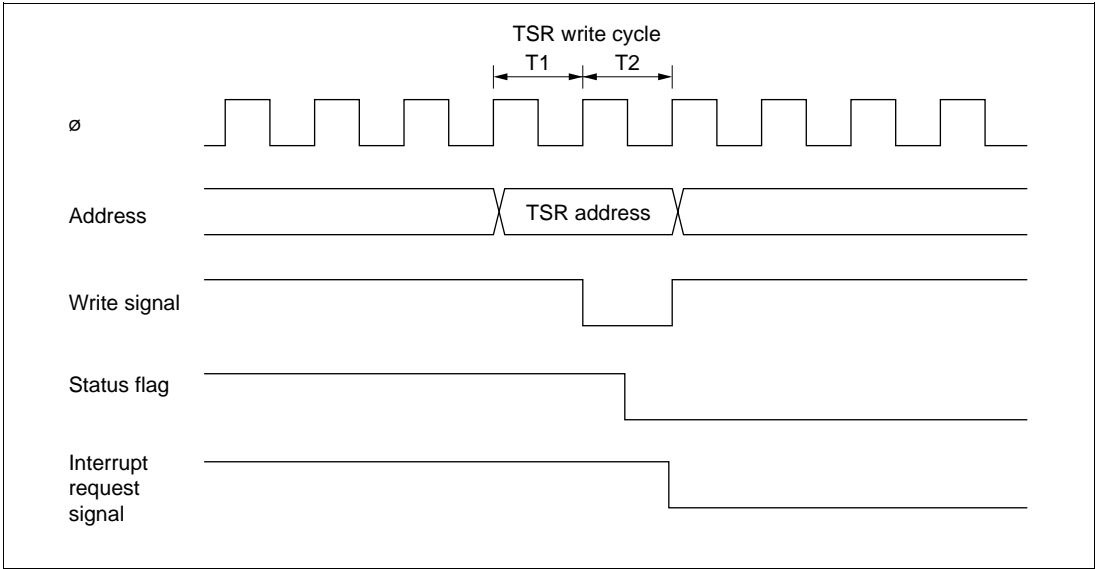 TSR write cycle
T1 T2
ø
Address
TSR address
Write signal
Status flag
Interrupt
request
signal